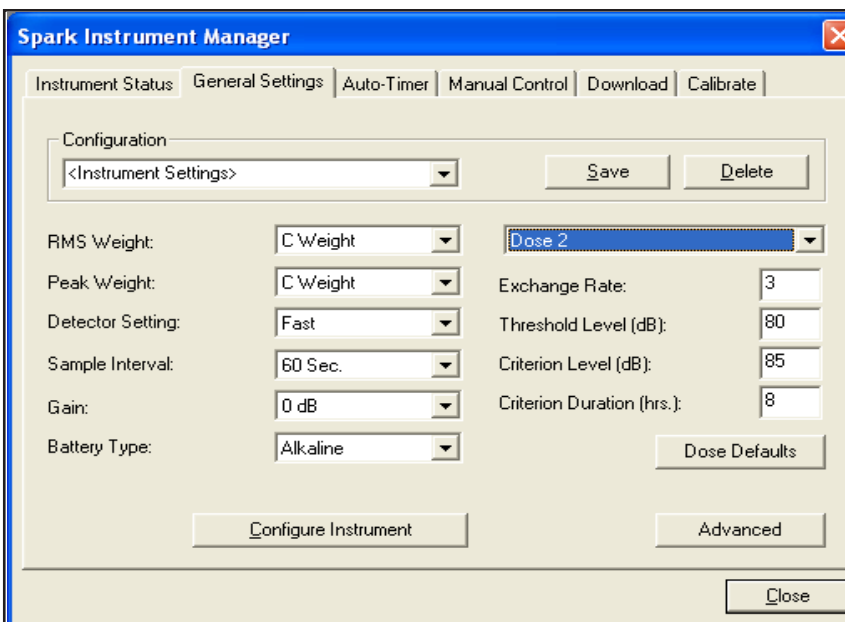 Spark Instrument Manager
Instrument Status General Settings Auto-Timer Manual Control Download Calibrate
Configuration
<Instrument Settings> Save Delete
RMS Weight: C Weight Dose 2
Peak Weight: C Weight Exchange Rate: 3
Detector Setting: Fast Threshold Level (dB): 80
Sample Interval: 60 Sec. Criterion Level (dB): 85
Gain: 0 dB Criterion Duration (hrs.): 8
Battery Type: Alkaline Dose Defaults
Configure Instrument Advanced
Close